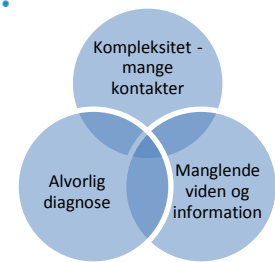 Kompleksitet -
mange
kontakter
Alvorlig
diagnose
Manglende
viden og
information